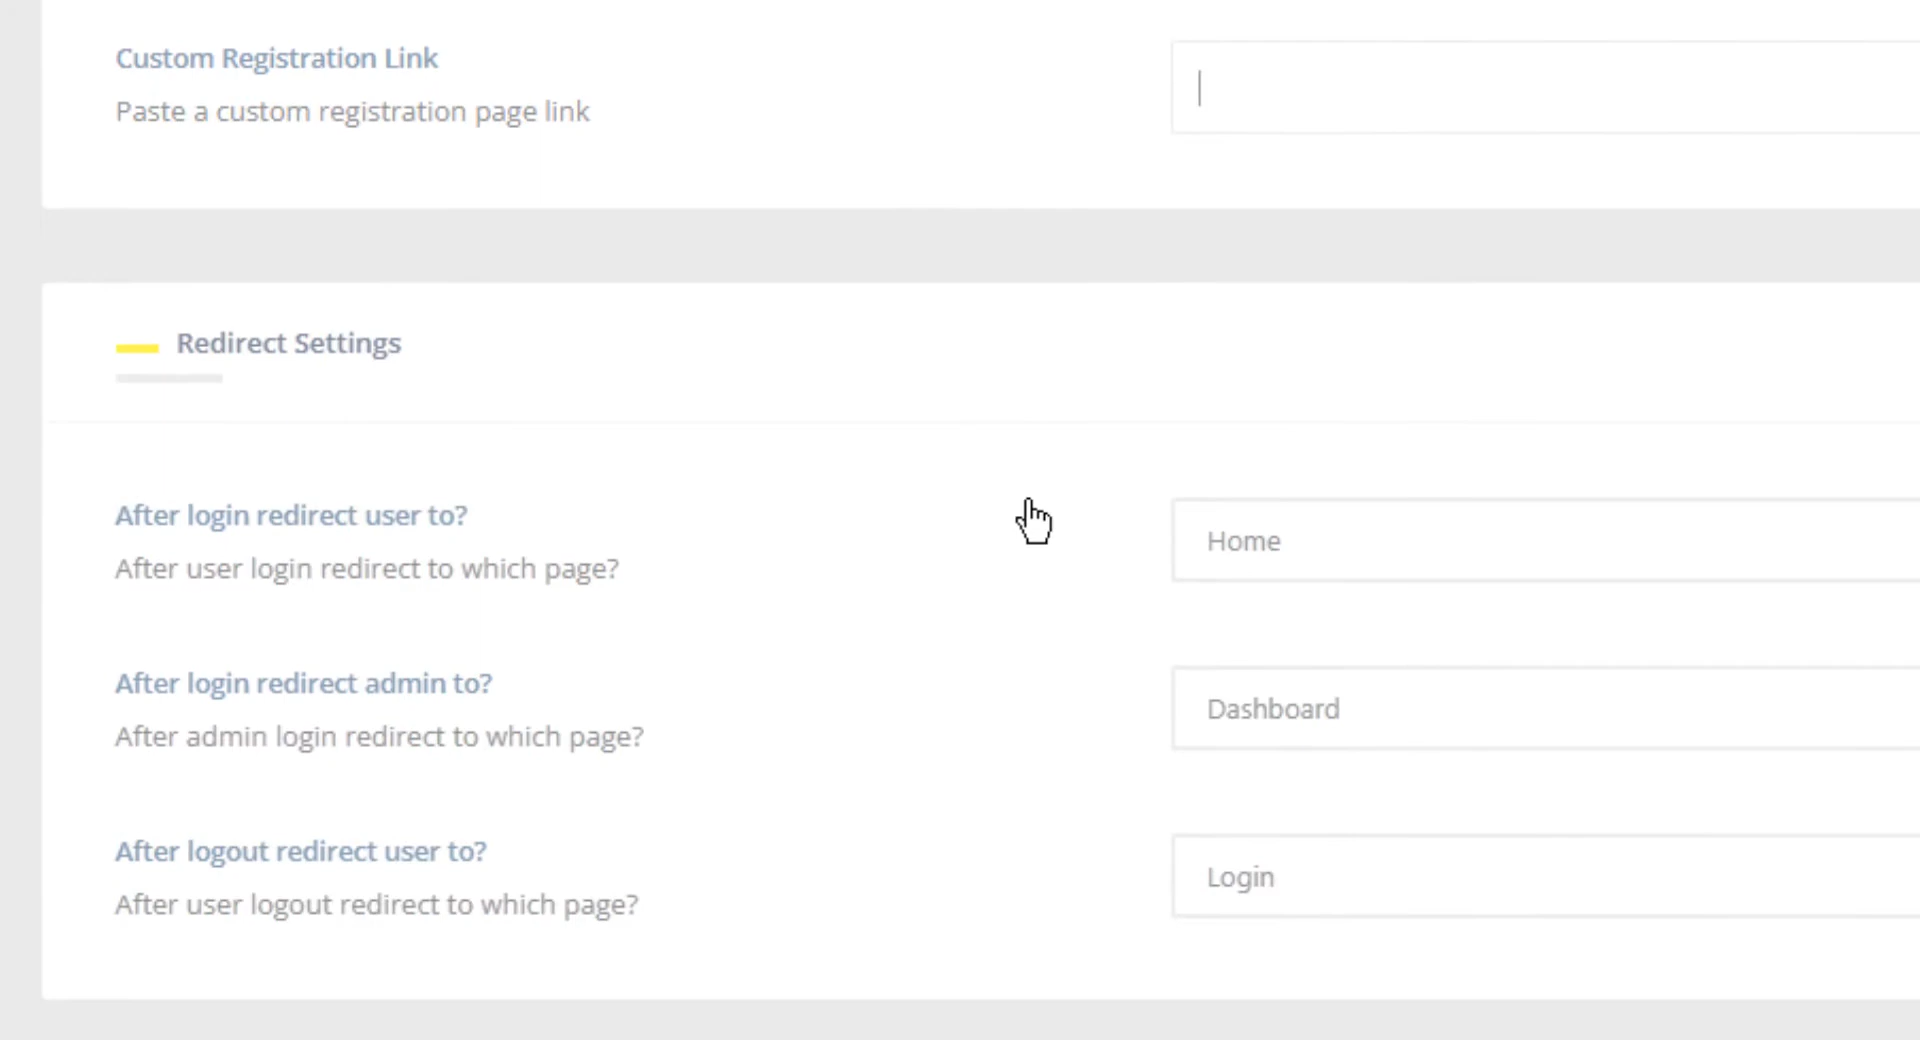 Custom Registration Link
Paste a custom registration page link
Redirect Settings
After login redirect user to?
After user login redirect to which page?
Home
After login redirect admin to?
After admin login redirect to which page?
Dashboard
After logout redirect user to?
After user logout redirect to which page?
Login